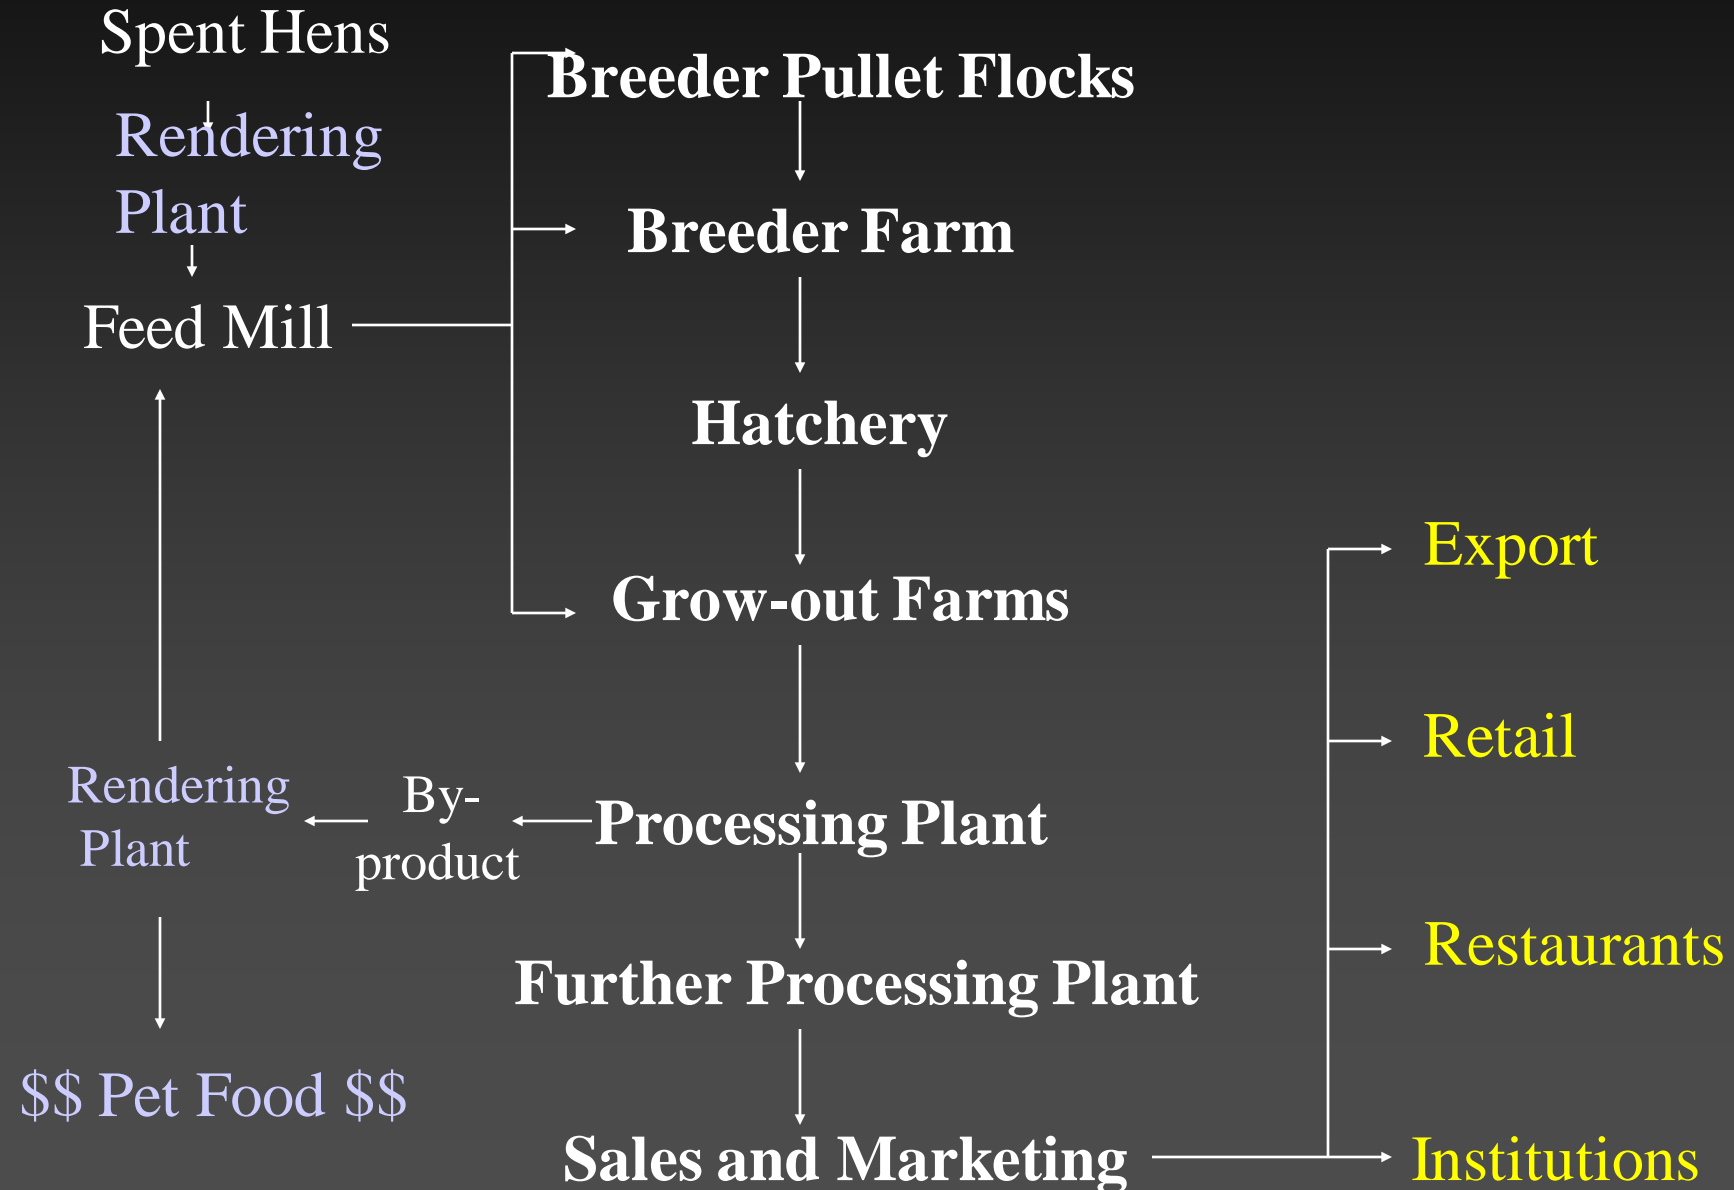 Spent Hens
Rendering
Plant
Feed Mill
Breeder Pullet Flocks
Breeder Farm
Hatchery
Grow-out Farms
Processing Plant
By-
product
Rendering
Plant
$$ Pet Food $$
Further Processing Plant
Sales and Marketing
Export
Retail
Restaurants
Institutions